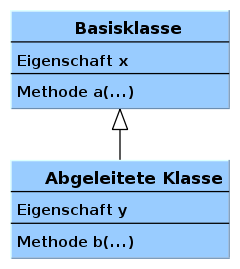 Basisklasse
Eigenschaft x
Methode a(...)
Abgeleitete Klasse
Eigenschaft y
Methode b(...)